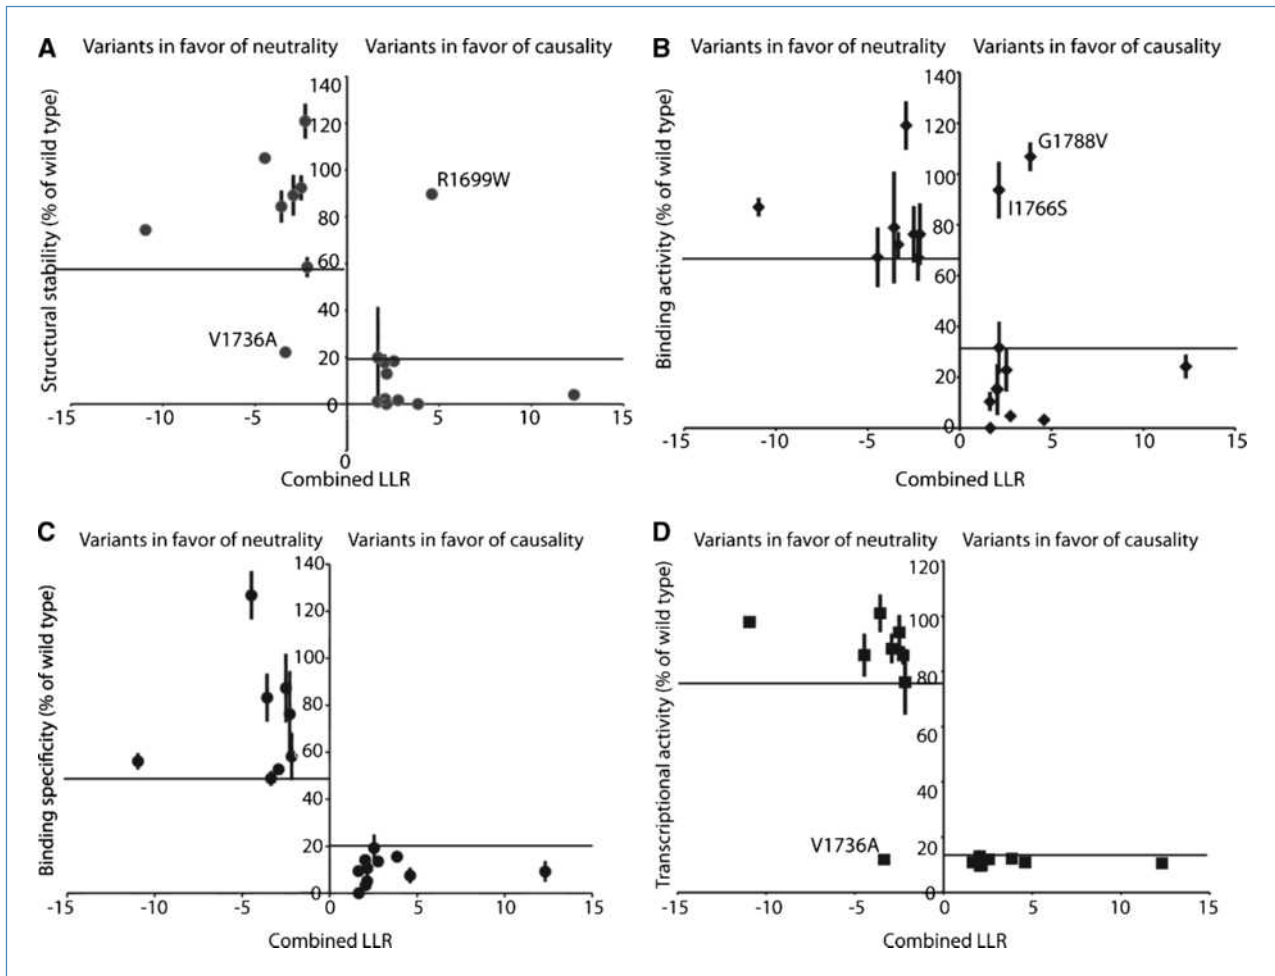 A
Variants in favor of neutrality
Variants in favor of causality
Structural stability (% of wild type)
140
120
100
80
60
40
20
0
R1699W
V1736A
-15
-10
-5
0
5
10
15
Combined LLR
B
Variants in favor of neutrality
Variants in favor of causality
Binding activity (% of wild type)
140
120
100
80
60
40
20
0
G1788V
I1766S
-15
-10
-5
0
5
10
15
Combined LLR
C
Variants in favor of neutrality
Variants in favor of causality
Binding specificity (% of wild type)
140
120
100
80
60
40
20
0
-15
-10
-5
0
5
10
15
Combined LLR
D
Variants in favor of neutrality
Variants in favor of causality
Transcriptional activity (% of wild type)
120
100
80
60
40
20
0
V1736A
-15
-10
-5
0
5
10
15
Combined LLR